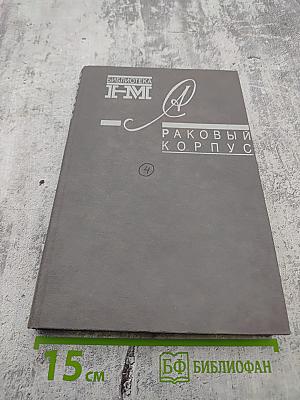 БИБЛИОТЕКА
НМ
А
РАКОВЫЙ
КОРПУС
4
15 см
БФ БИБЛИОФАН